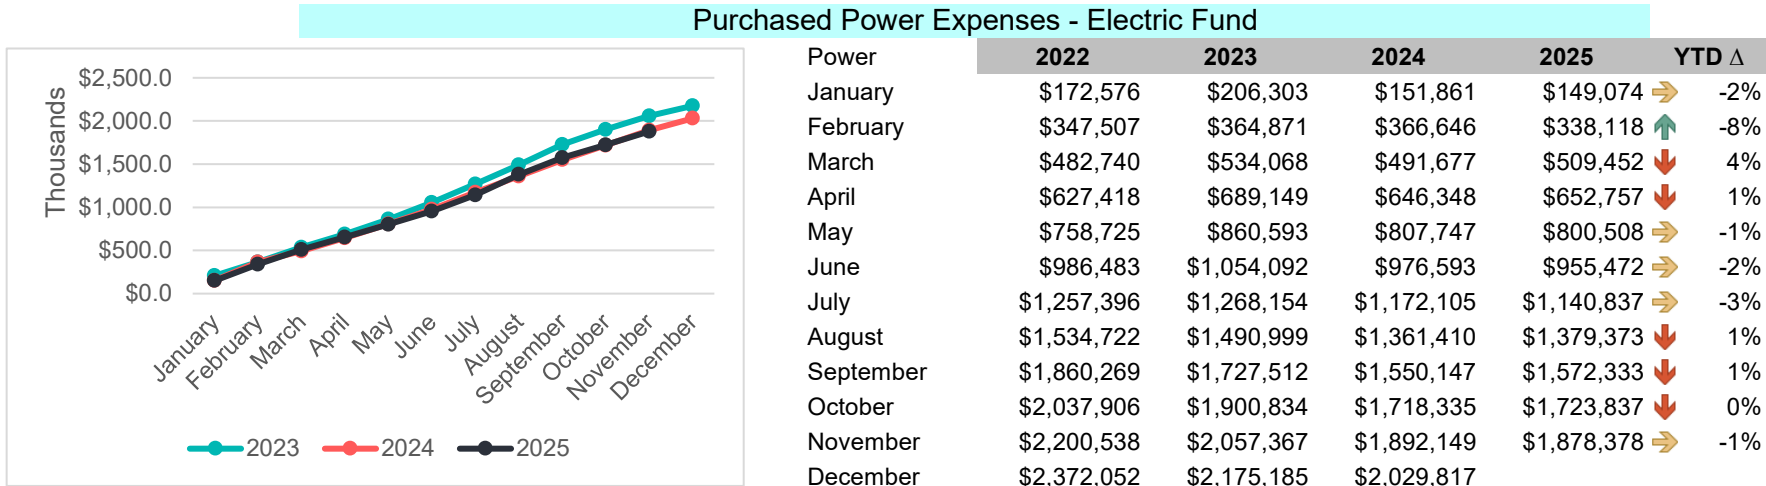 Purchased Power Expenses - Electric Fund
Thousands
$2,500.0
$2,000.0
$1,500.0
$1,000.0
$500.0
$0.0
January
February
March
April
May
June
July
August
September
October
November
December
2023 2024 2025
Power 2022 2023 2024 2025 YTD Δ
January $172,576 $206,303 $151,861 $149,074 -2%
February $347,507 $364,871 $366,646 $338,118 -8%
March $482,740 $534,068 $491,677 $509,452 4%
April $627,418 $689,149 $646,348 $652,757 1%
May $758,725 $860,593 $807,747 $800,508 -1%
June $986,483 $1,054,092 $976,593 $955,472 -2%
July $1,257,396 $1,268,154 $1,172,105 $1,140,837 -3%
August $1,534,722 $1,490,999 $1,361,410 $1,379,373 1%
September $1,860,269 $1,727,512 $1,550,147 $1,572,333 1%
October $2,037,906 $1,900,834 $1,718,335 $1,723,837 0%
November $2,200,538 $2,057,367 $1,892,149 $1,878,378 -1%
December $2,372,052 $2,175,185 $2,029,817